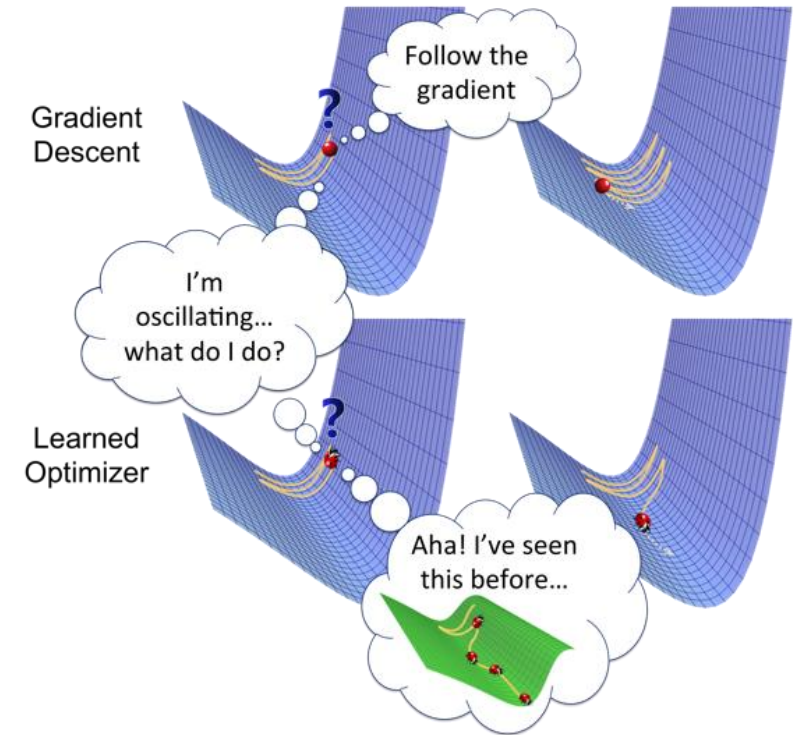 Follow the
gradient
?
Gradient
Descent
I'm
oscillating...
what do I do?
?
Learned
Optimizer
Aha! I've seen
this before...